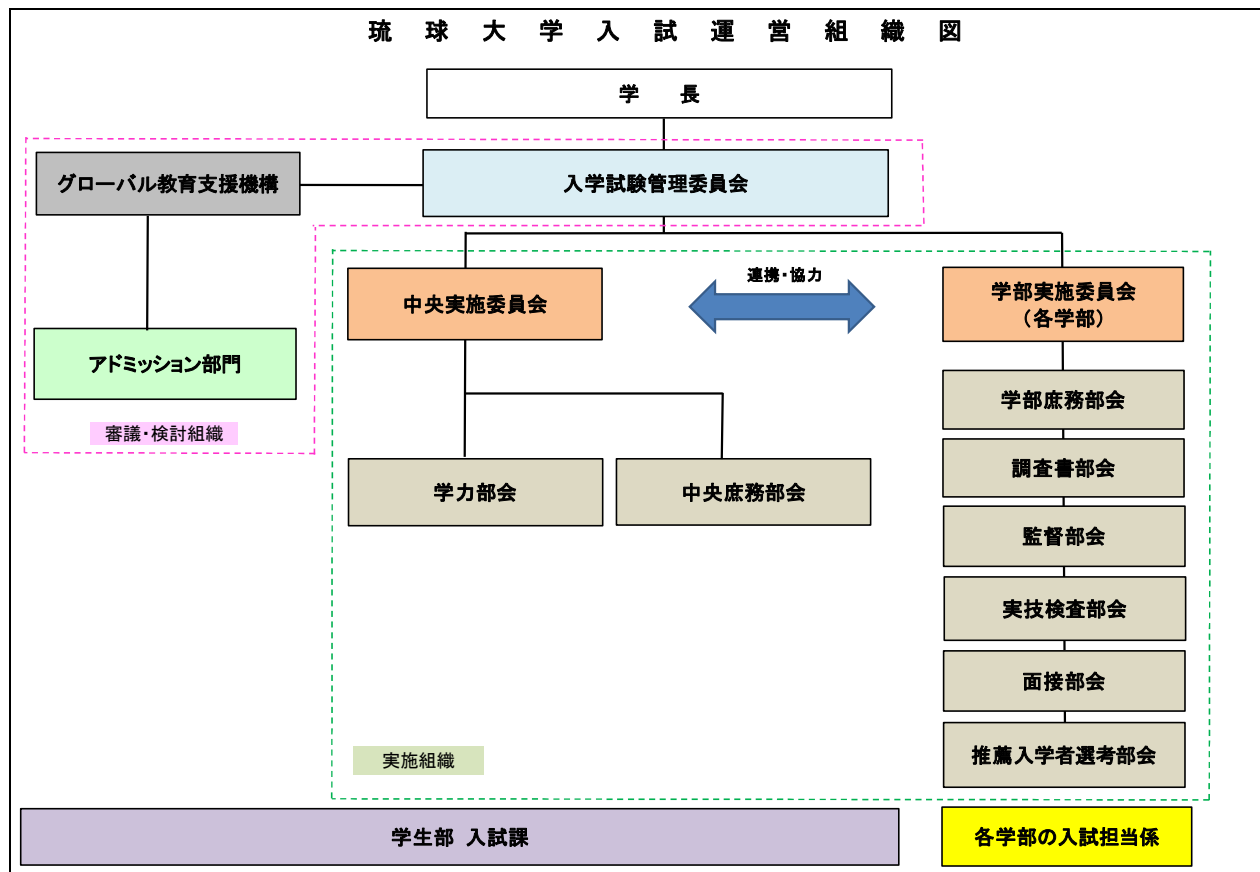 琉球大学入試運営組織図
学　長
グローバル教育支援機構
入学試験管理委員会
中央実施委員会
連携・協力
学部実施委員会
（各学部）
アドミッション部門
審議・検討組織
学部庶務部会
調査書部会
学力部会
中央庶務部会
監督部会
実技検査部会
面接部会
推薦入学者選考部会
実施組織
学生部 入試課
各学部の入試担当係